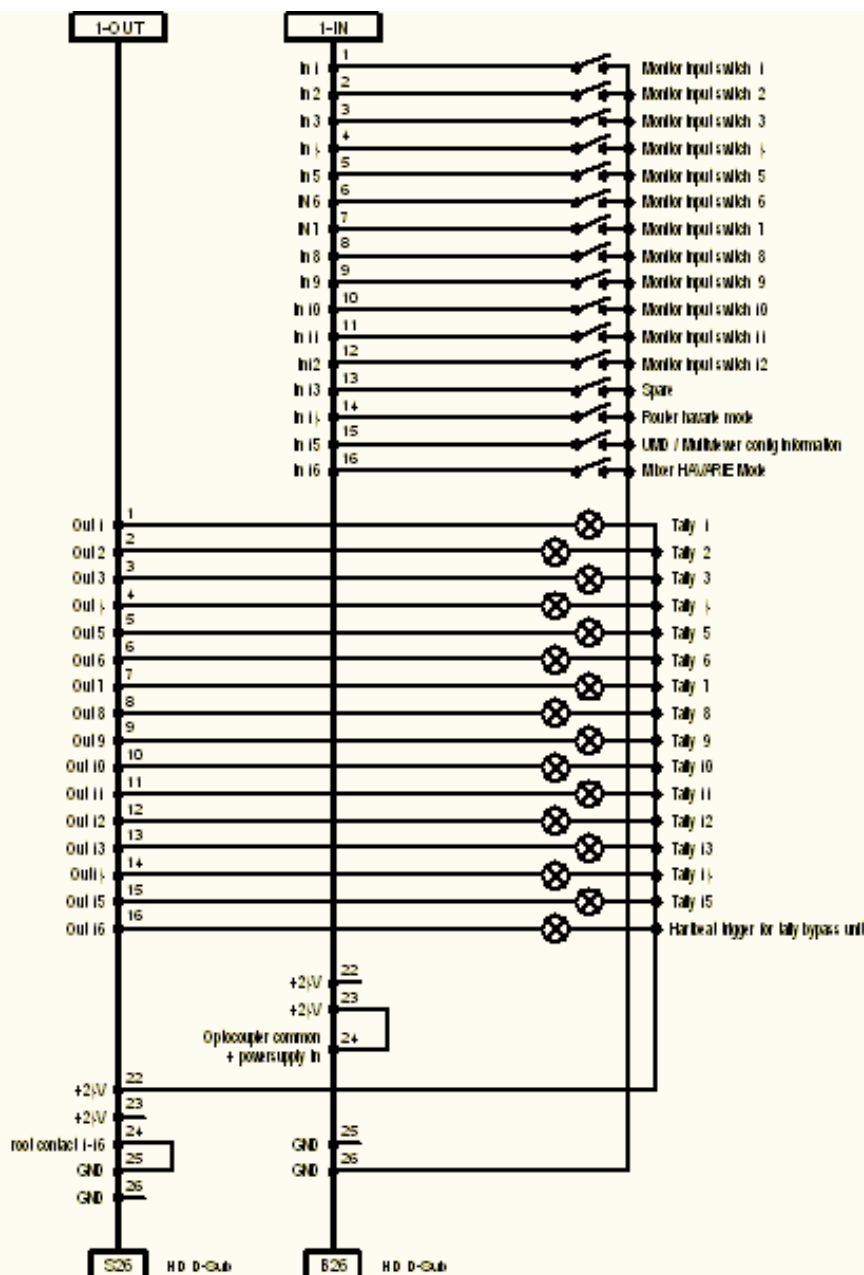 1-OUT 1-IN
In 1 1 Monitor Input switch 1
In 2 2 Monitor Input switch 2
In 3 3 Monitor Input switch 3
In 4 4 Monitor Input switch 4
In 5 5 Monitor Input switch 5
IN 6 6 Monitor Input switch 6
IN 7 7 Monitor Input switch 7
In 8 8 Monitor Input switch 8
In 9 9 Monitor Input switch 9
In 10 10 Monitor Input switch 10
In 11 11 Monitor Input switch 11
In12 12 Monitor Input switch 12
In 13 13 Spare
In 14 14 Router havarie mode
In 15 15 UMD / Multiviewer config Information
In 16 16 Mixer HAVARIE Mode
Out 1 1 Tally 1
Out 2 2 Tally 2
Out 3 3 Tally 3
Out 4 4 Tally 4
Out 5 5 Tally 5
Out 6 6 Tally 6
Out 7 7 Tally 7
Out 8 8 Tally 8
Out 9 9 Tally 9
Out 10 10 Tally 10
Out 11 11 Tally 11
Out 12 12 Tally 12
Out 13 13 Tally 13
Out14 14 Tally 14
Out 15 15 Tally 15
Out 16 16 Hartbeat trigger for tally bypass unit
+24V 22
+24V 23
Optocoupler common 24
+ powersupply In
+24V 22
+24V 23
root contact 1-16 24
GND 25
GND 26
GND 25
GND 26
S26 HD D-Sub B26 HD D-Sub